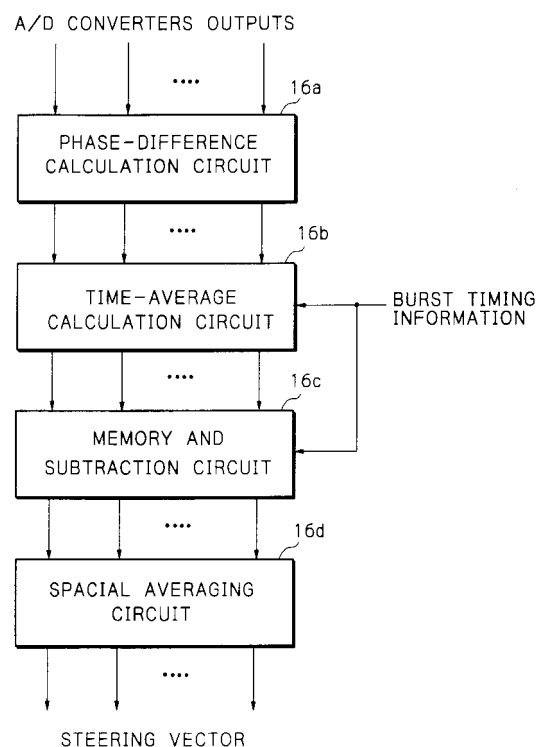 A/D CONVERTERS OUTPUTS
16a
PHASE-DIFFERENCE
CALCULATION CIRCUIT
16b
TIME-AVERAGE
CALCULATION CIRCUIT
BURST TIMING
INFORMATION
16c
MEMORY AND
SUBTRACTION CIRCUIT
16d
SPACIAL AVERAGING
CIRCUIT
STEERING VECTOR